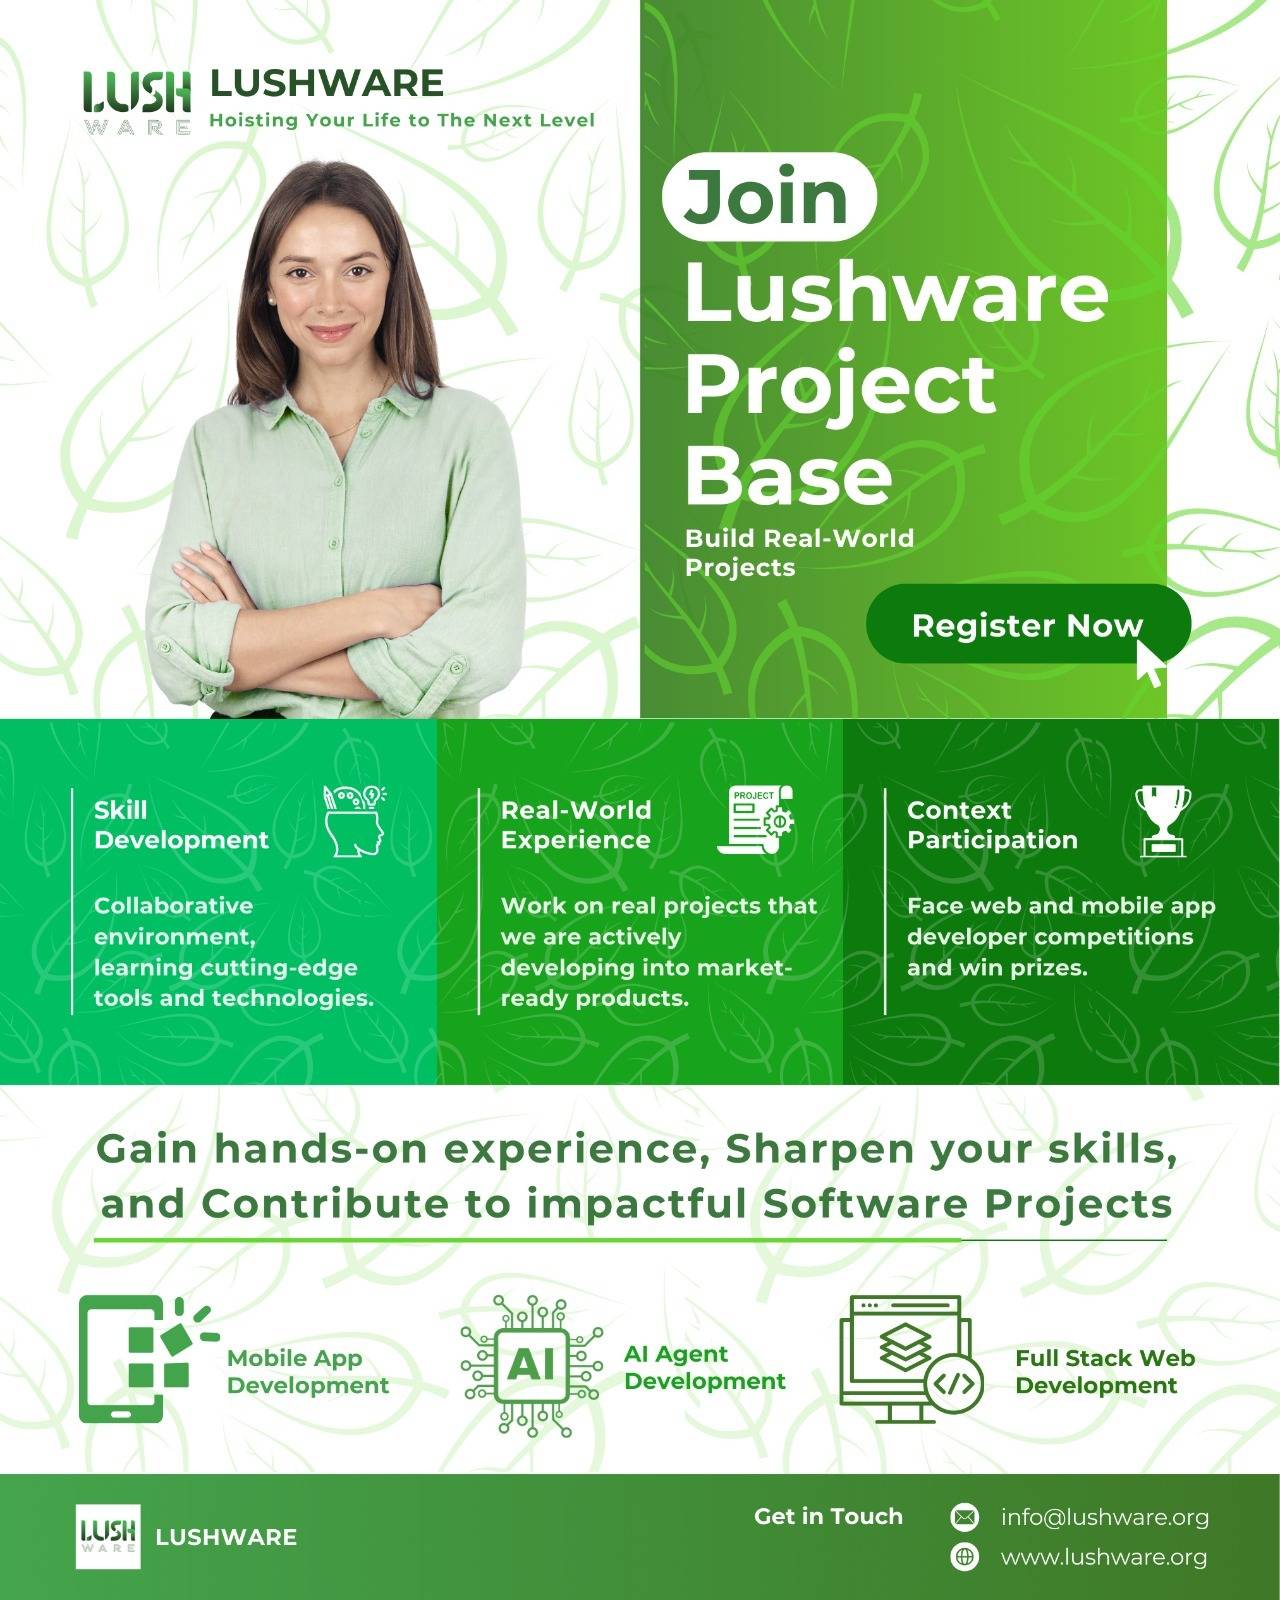 LUSH
WARE
LUSHWARE
Hoisting Your Life to The Next Level
Join
Lushware
Project
Base
Build Real-World
Projects
Register Now
Skill
Development
Collaborative
environment,
learning cutting-edge
tools and technologies.
PROJECT
Real-World
Experience
Work on real projects that
we are actively
developing into market-
ready products.
Context
Participation
Face web and mobile app
developer competitions
and win prizes.
Gain hands-on experience, Sharpen your skills,
and Contribute to impactful Software Projects
Mobile App
Development
AI
AI Agent
Development
</>
Full Stack Web
Development
LUSH
WARE
LUSHWARE
Get in Touch
info@lushware.org
www.lushware.org